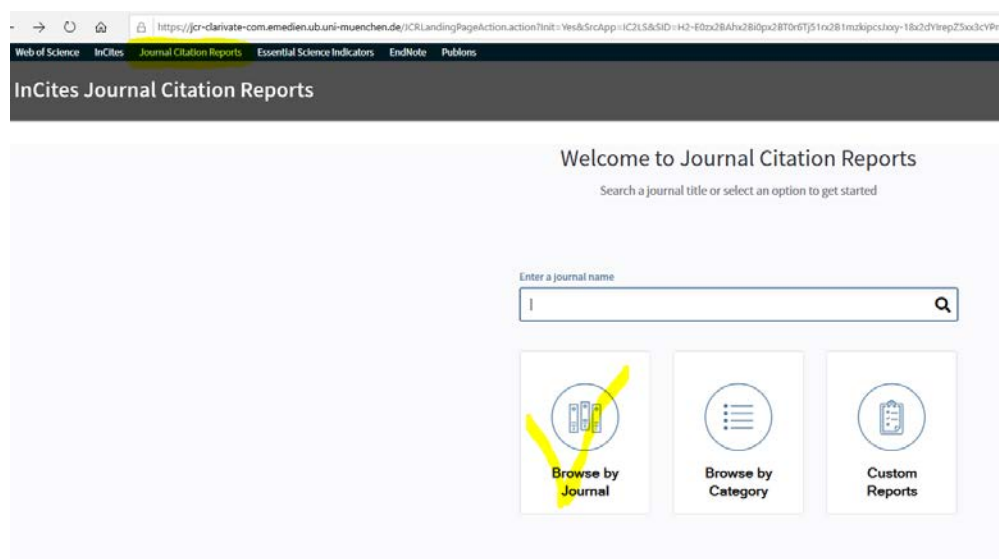 https://jcr-clarivate-com.emedien.ub.uni-muenchen.de/JCRLandingPageAction.action?Init=Yes&SrcApp=IC2LS&SID=
Web of Science InCites Journal Citation Reports Essential Science Indicators EndNote Publons
InCites Journal Citation Reports
Welcome to Journal Citation Reports
Search a journal title or select an option to get started
Enter a journal name
Browse by Journal
Browse by Category
Custom Reports